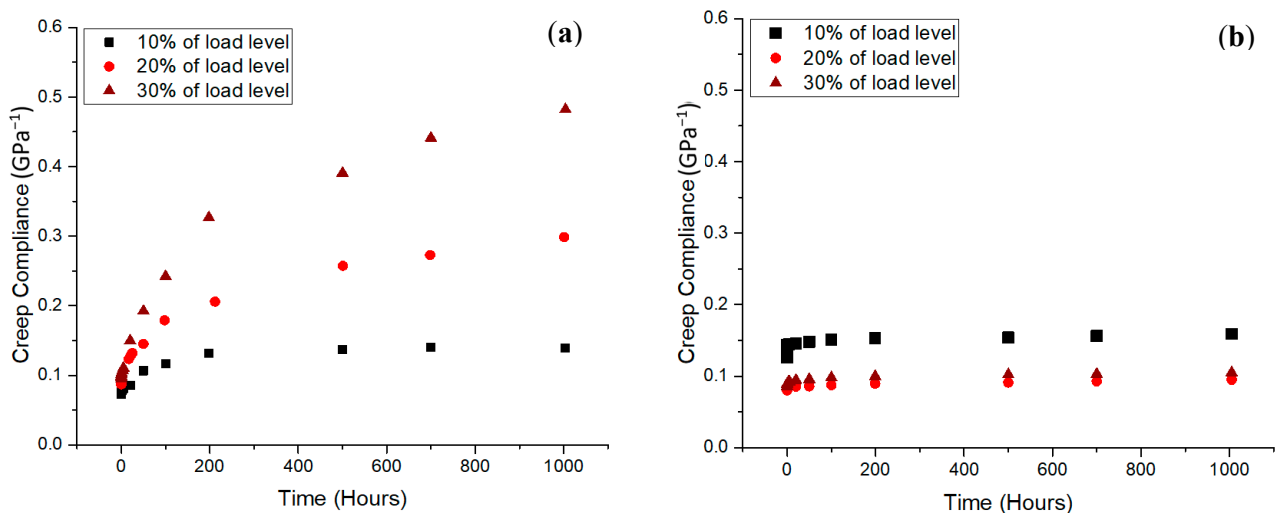 (a)
10% of load level
20% of load level
30% of load level
0.6
0.5
0.4
0.3
0.2
0.1
0.0
Creep Compliance (GPa⁻¹)
0
200
400
600
800
1000
Time (Hours)
(b)
10% of load level
20% of load level
30% of load level
0.6
0.5
0.4
0.3
0.2
0.1
0.0
Creep Compliance (GPa⁻¹)
0
200
400
600
800
1000
Time (Hours)